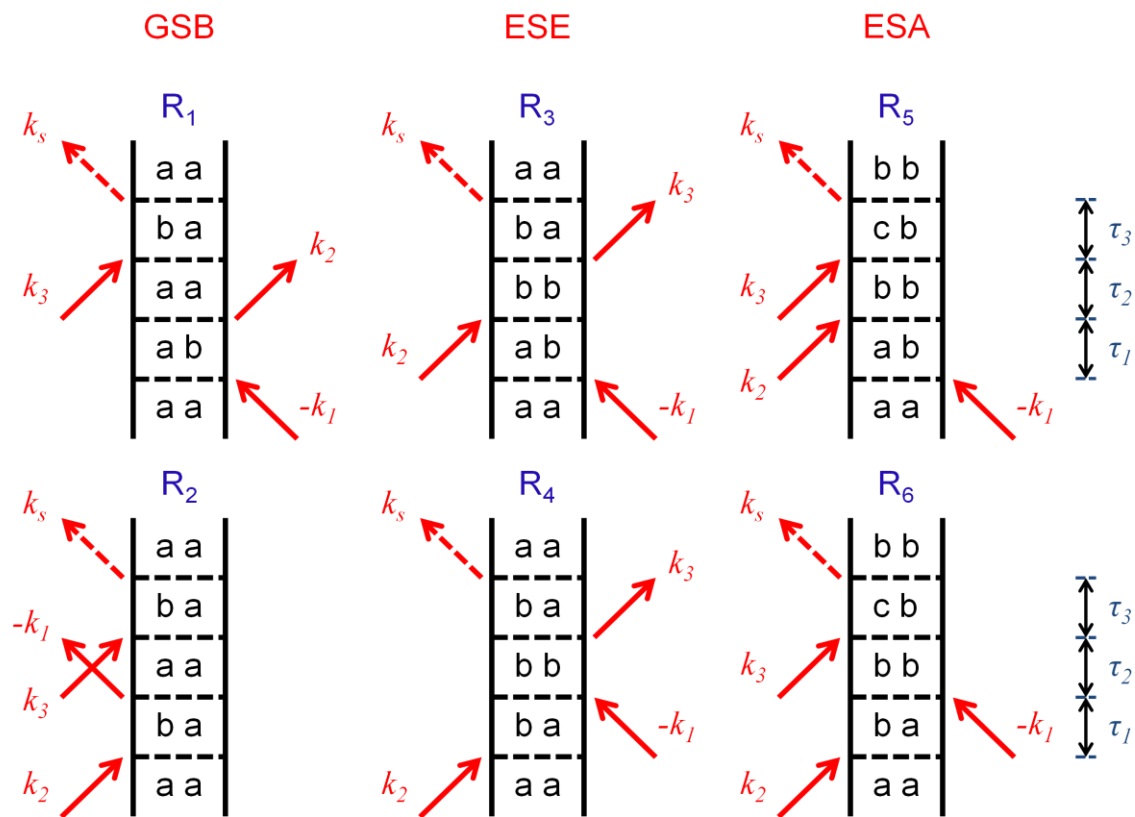 GSB ESE ESA
R1 R3 R5
ks ks ks
a a a a b b
k3
b a b a c b τ3
k2
k3 a a b b k3 b b τ2
a b k2 a b k2 a b τ1
a a -k1 a a -k1 a a -k1
R2 R4 R6
ks ks ks
a a a a b b
k3
-k1 b a b a c b τ3
k3 a a b b k3 b b τ2
b a b a -k1 b a -k1 τ1
k2 a a k2 a a k2 a a